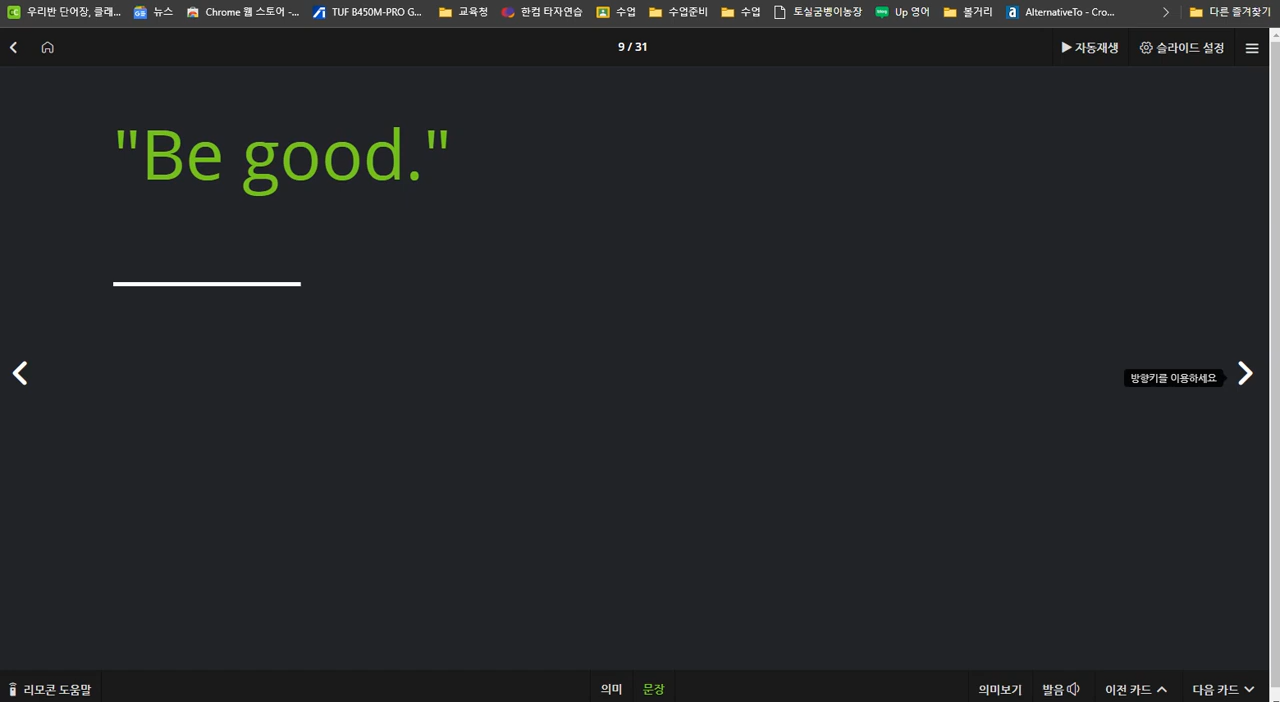 우리반 단어장, 클래... 뉴스 Chrome 웹 스토어 -... TUF B450M-PRO G... 교육청 한컴 타자연습 수업 수업준비 수업 토실굼벵이농장 Up 영어 볼거리 AlternativeTo - Cro... 다른 즐겨찾기
9 / 31 자동재생 슬라이드 설정
"Be good."
방향키를 이용하세요
리모콘 도움말 의미 문장 의미보기 발음 이전 카드 다음 카드